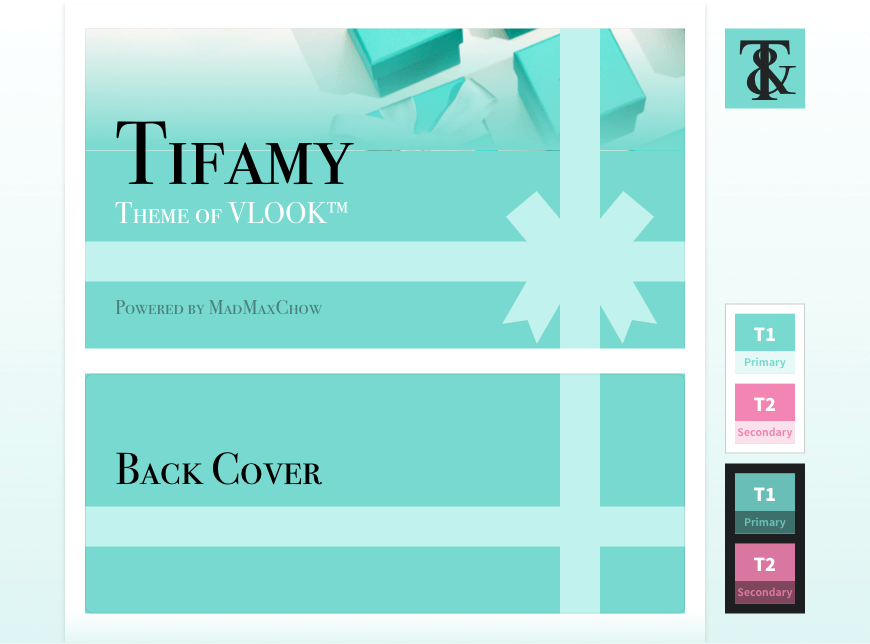 Tifamy
Theme of VLOOK™
Powered by MadMaxChow
Back Cover
T&
T1
Primary
T2
Secondary
T1
Primary
T2
Secondary